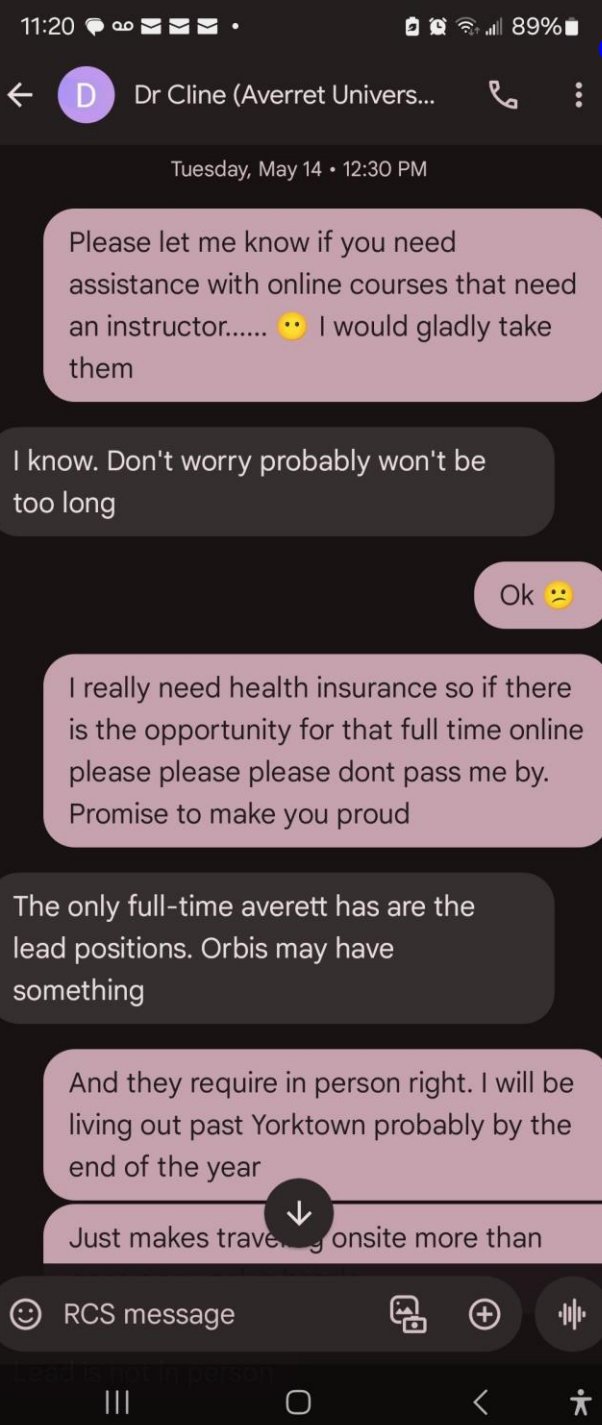 11:20
89%
D
Dr Cline (Averret Univers...
Tuesday, May 14 • 12:30 PM
Please let me know if you need
assistance with online courses that need
an instructor...... 😶 I would gladly take
them
I know. Don't worry probably won't be
too long
Ok 😕
I really need health insurance so if there
is the opportunity for that full time online
please please please dont pass me by.
Promise to make you proud
The only full-time averett has are the
lead positions. Orbis may have
something
And they require in person right. I will be
living out past Yorktown probably by the
end of the year
Just makes onsite more than
RCS message
Lead is not in person